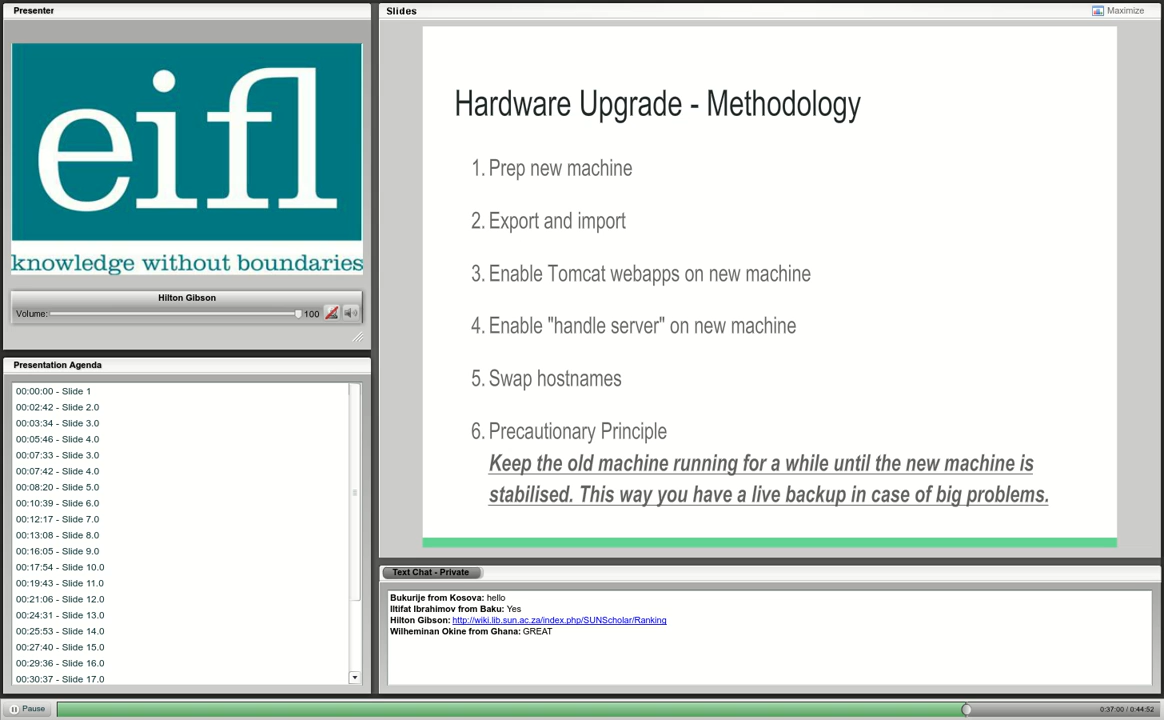 Presenter
eifl
knowledge without boundaries
Hilton Gibson
Volume: 100
Presentation Agenda
00:00:00 - Slide 1
00:02:42 - Slide 2.0
00:03:34 - Slide 3.0
00:05:46 - Slide 4.0
00:07:33 - Slide 3.0
00:07:42 - Slide 4.0
00:08:20 - Slide 5.0
00:10:39 - Slide 6.0
00:12:17 - Slide 7.0
00:13:08 - Slide 8.0
00:16:05 - Slide 9.0
00:17:54 - Slide 10.0
00:19:43 - Slide 11.0
00:21:06 - Slide 12.0
00:24:31 - Slide 13.0
00:25:53 - Slide 14.0
00:27:40 - Slide 15.0
00:29:36 - Slide 16.0
00:30:37 - Slide 17.0
Slides
Maximize
Hardware Upgrade - Methodology
1. Prep new machine
2. Export and import
3. Enable Tomcat webapps on new machine
4. Enable "handle server" on new machine
5. Swap hostnames
6. Precautionary Principle
Keep the old machine running for a while until the new machine is
stabilised. This way you have a live backup in case of big problems.
Text Chat - Private
Bukurije from Kosova: hello
Iltifat Ibrahimov from Baku: Yes
Hilton Gibson: http://wiki.lib.sun.ac.za/index.php/SUNScholar/Ranking
Wilheminan Okine from Ghana: GREAT
Pause
0:37:00 / 0:44:52